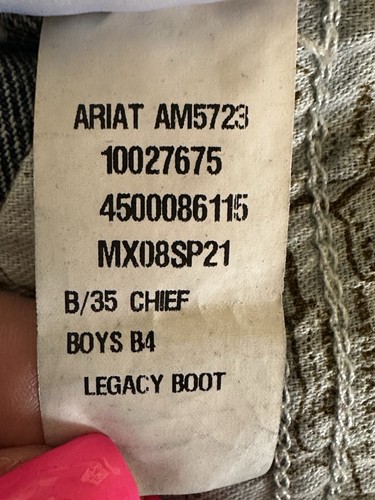 ARIAT AM5723
10027675
4500086115
MX08SP21
B/35 CHIEF
BOYS B4
LEGACY BOOT